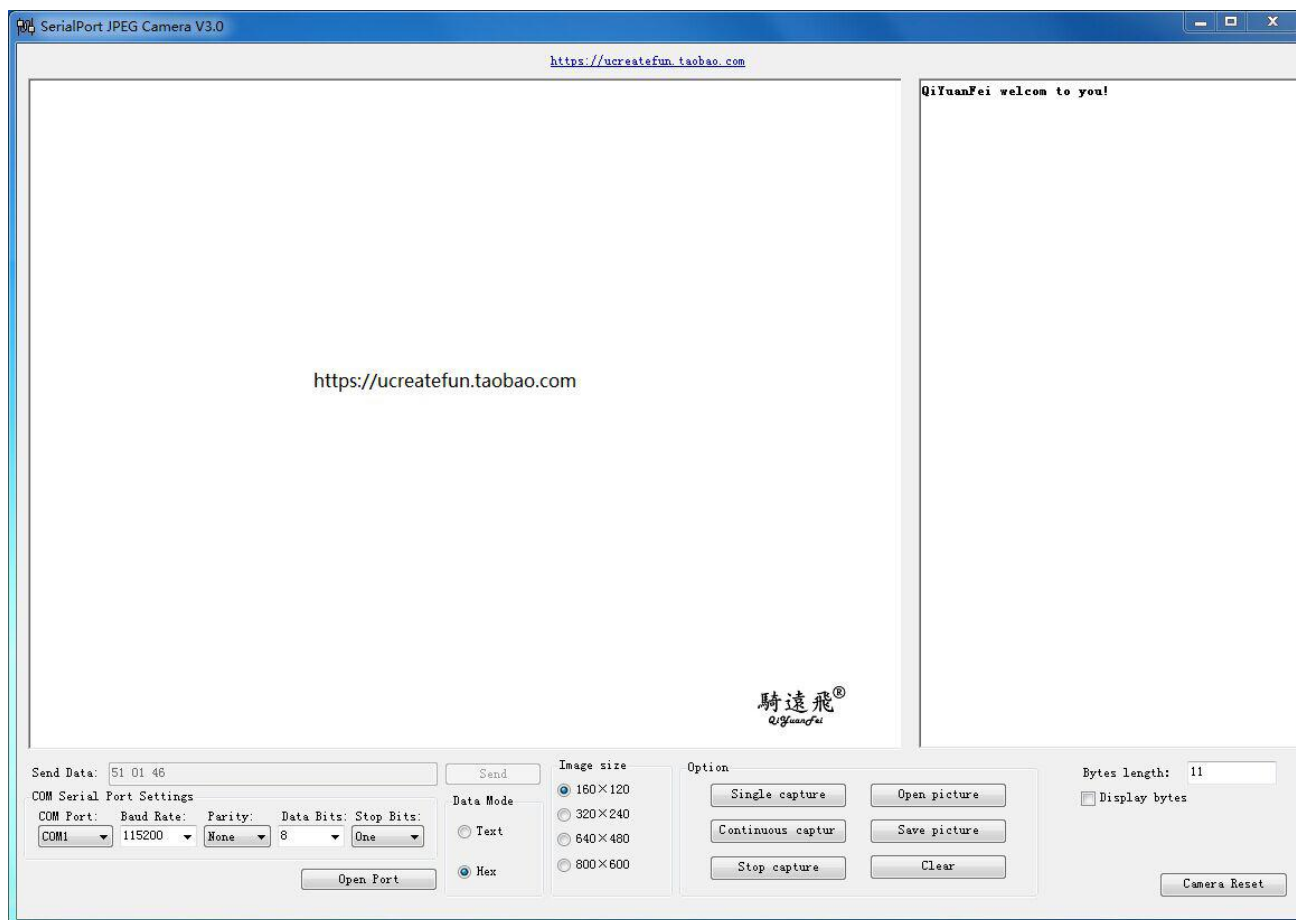 SerialPort JPEG Camera V3.0
https://ucreatefun.taobao.com
QiYuanFei welcom to you!
https://ucreatefun.taobao.com
騎遠飛®
QiYuanFei
Send Data: 51 01 46 Send
COM Serial Port Settings
COM Port: Baud Rate: Parity: Data Bits: Stop Bits:
COM1 115200 None 8 One
Open Port
Data Mode
Text
Hex
Image size
160×120
320×240
640×480
800×600
Option
Single capture Open picture
Continuous captur Save picture
Stop capture Clear
Bytes length: 11
Display bytes
Camera Reset